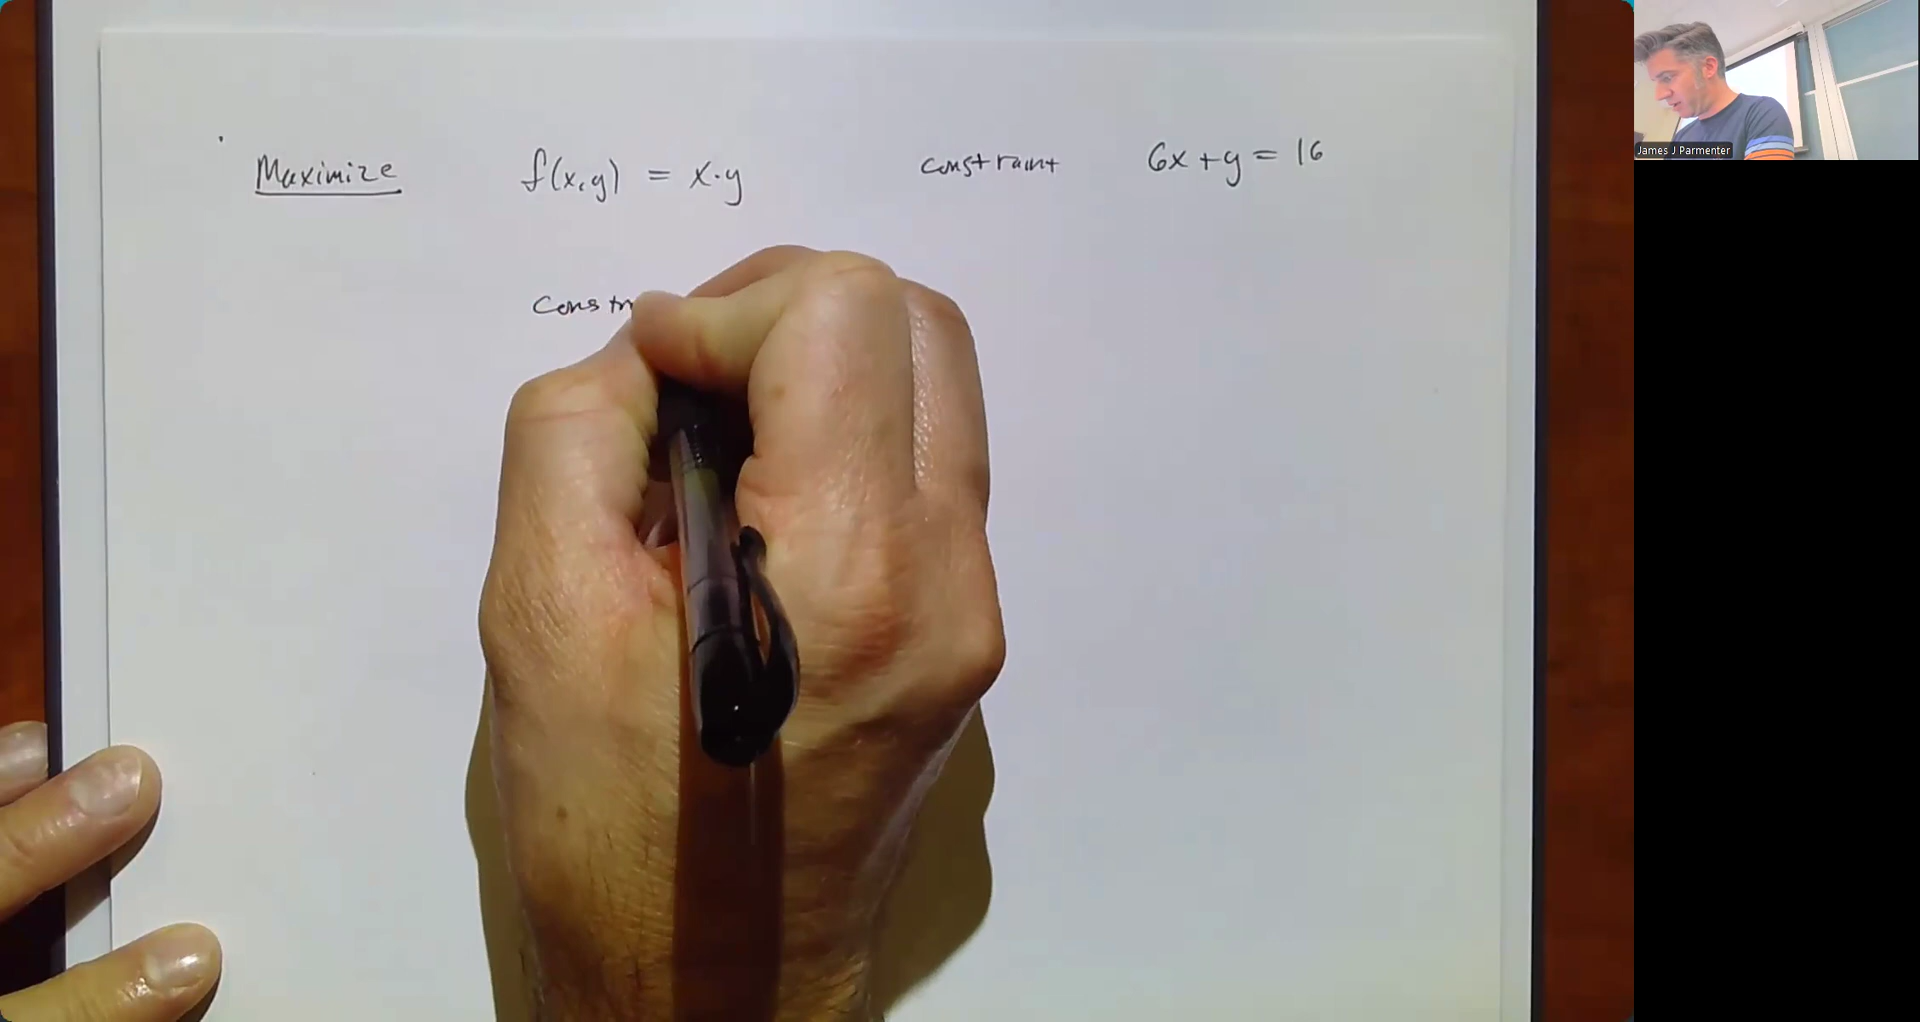 Maximize f(x,y) = x·y constraint 6x + y = 16
James J Parmenter